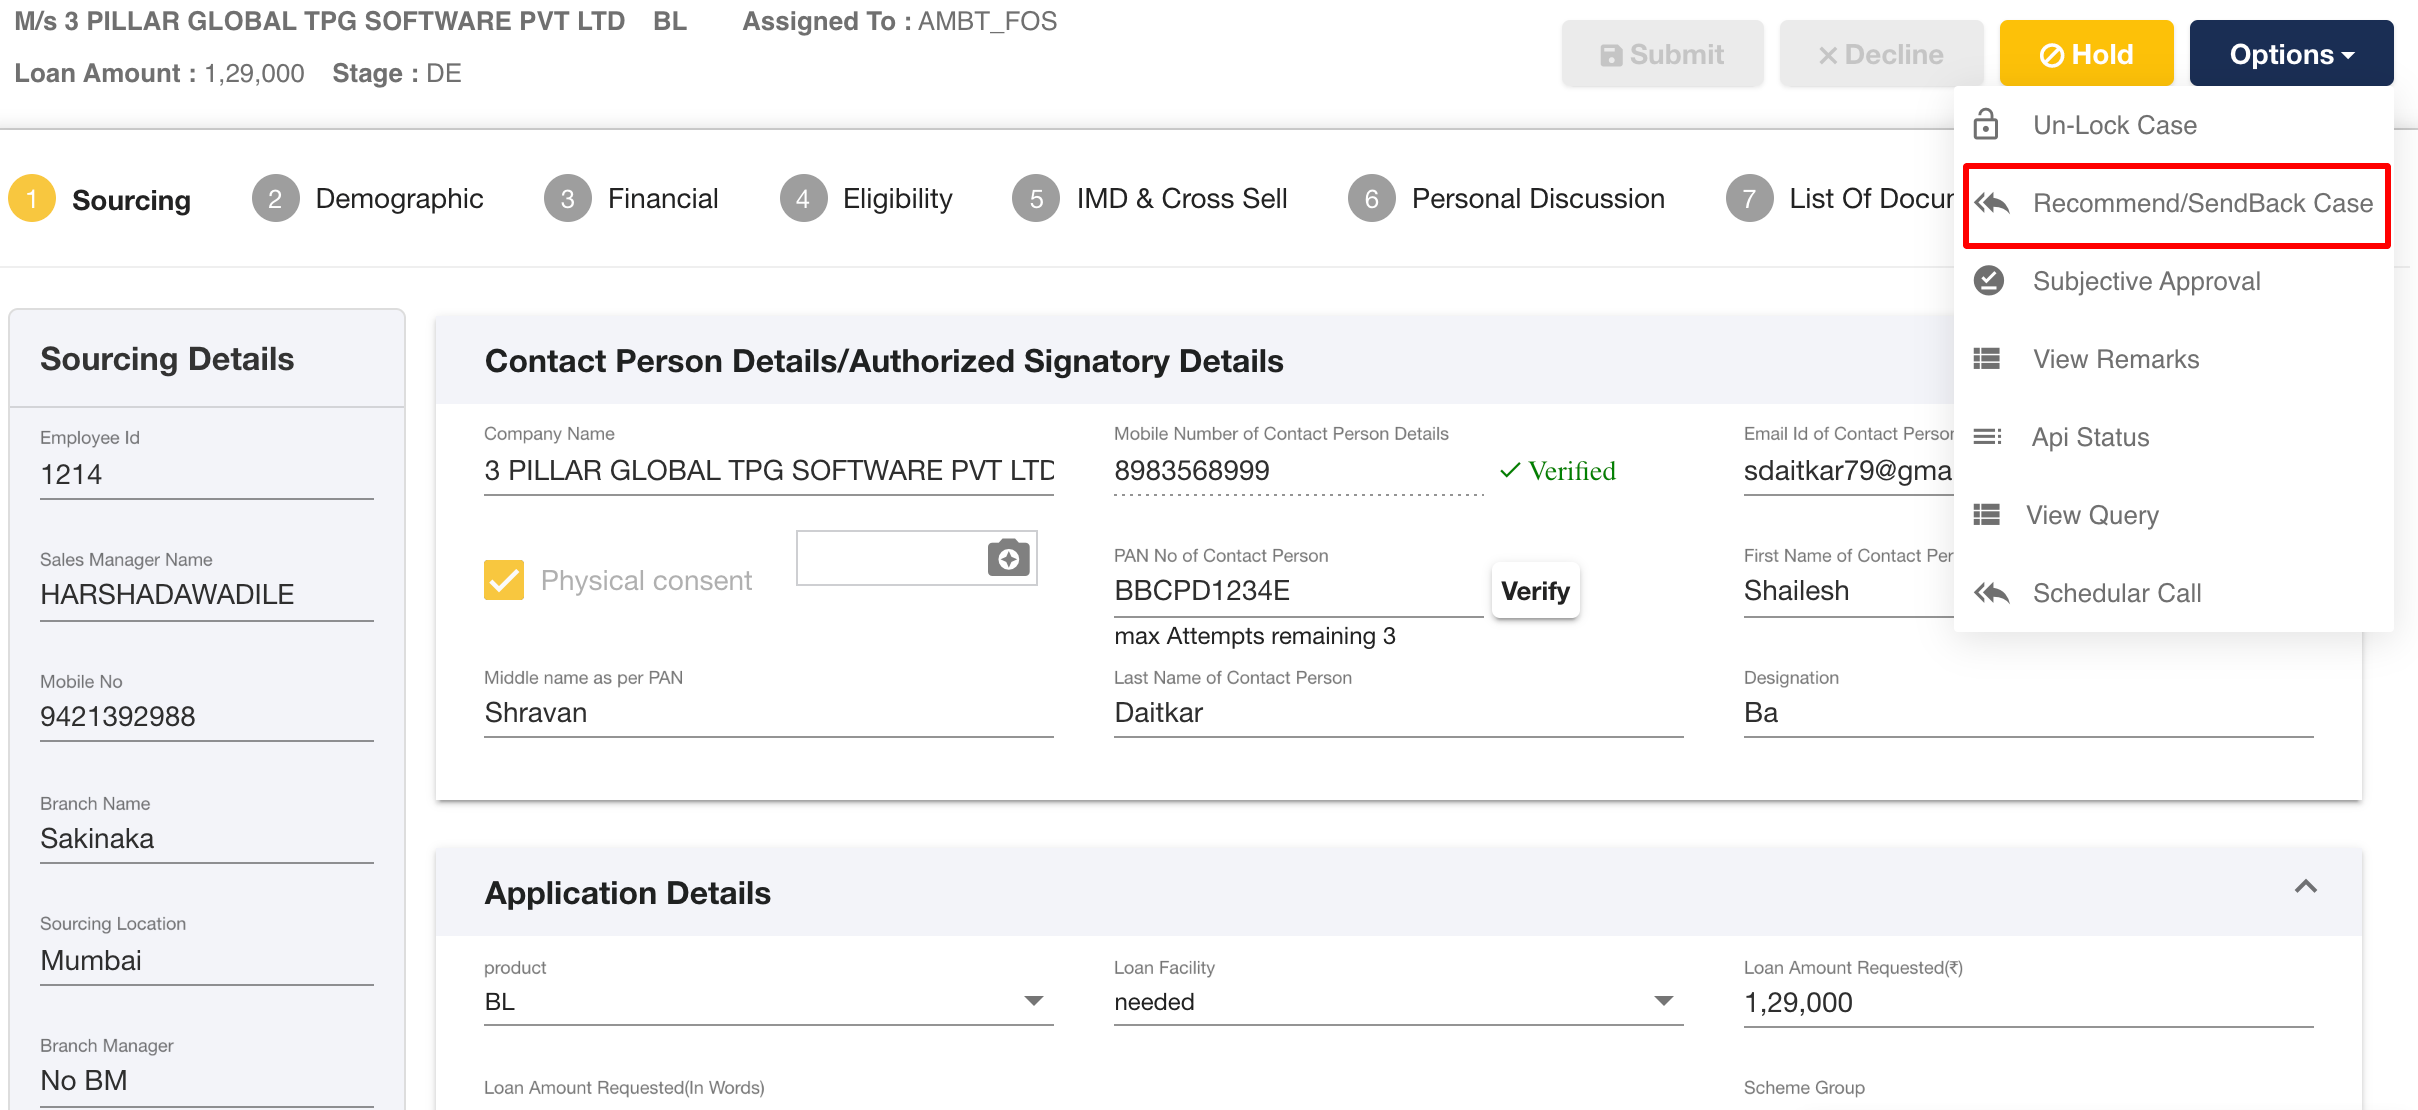 M/s 3 PILLAR GLOBAL TPG SOFTWARE PVT LTD BL Assigned To : AMBT_FOS
Loan Amount : 1,29,000 Stage : DE
Submit
Decline
Hold
Options
Un-Lock Case
Recommend/SendBack Case
Subjective Approval
View Remarks
Api Status
View Query
Schedular Call
1 Sourcing
2 Demographic
3 Financial
4 Eligibility
5 IMD & Cross Sell
6 Personal Discussion
7 List Of Docur
Sourcing Details
Employee Id
1214
Sales Manager Name
HARSHADAWADILE
Mobile No
9421392988
Branch Name
Sakinaka
Sourcing Location
Mumbai
Branch Manager
No BM
Contact Person Details/Authorized Signatory Details
Company Name
3 PILLAR GLOBAL TPG SOFTWARE PVT LTD
Mobile Number of Contact Person Details
8983568999
Verified
Email Id of Contact Person
sdaitkar79@gma
Physical consent
PAN No of Contact Person
BBCPD1234E
Verify
max Attempts remaining 3
First Name of Contact Per
Shailesh
Middle name as per PAN
Shravan
Last Name of Contact Person
Daitkar
Designation
Ba
Application Details
product
BL
Loan Facility
needed
Loan Amount Requested(₹)
1,29,000
Loan Amount Requested(In Words)
Scheme Group